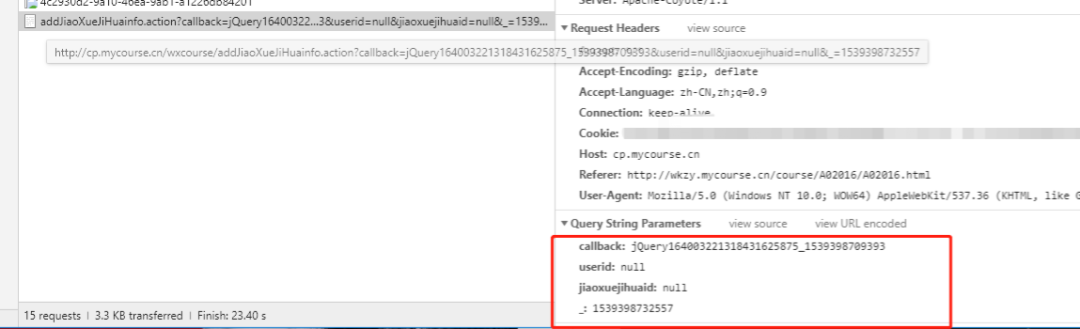 4c2930d2-9a10-46ea-9ab1-a1226db84201
addJiaoXueJiHuainfo.action?callback=jQuery16400322...3&userid=null&jiaoxuejihuaid=null&_=1539...
http://cp.mycourse.cn/wxcourse/addJiaoXueJiHuainfo.action?callback=jQuery164003221318431625875_1539398709393&userid=null&jiaoxuejihuaid=null&_=1539398732557
15 requests | 3.3 KB transferred | Finish: 23.40 s
Server: Apache-Coyote/1.1
Request Headers view source
Accept-Encoding: gzip, deflate
Accept-Language: zh-CN,zh;q=0.9
Connection: keep-alive
Cookie:
Host: cp.mycourse.cn
Referer: http://wkzy.mycourse.cn/course/A02016/A02016.html
User-Agent: Mozilla/5.0 (Windows NT 10.0; WOW64) AppleWebKit/537.36 (KHTML, like G
Query String Parameters view source view URL encoded
callback: jQuery164003221318431625875_1539398709393
userid: null
jiaoxuejihuaid: null
_: 1539398732557